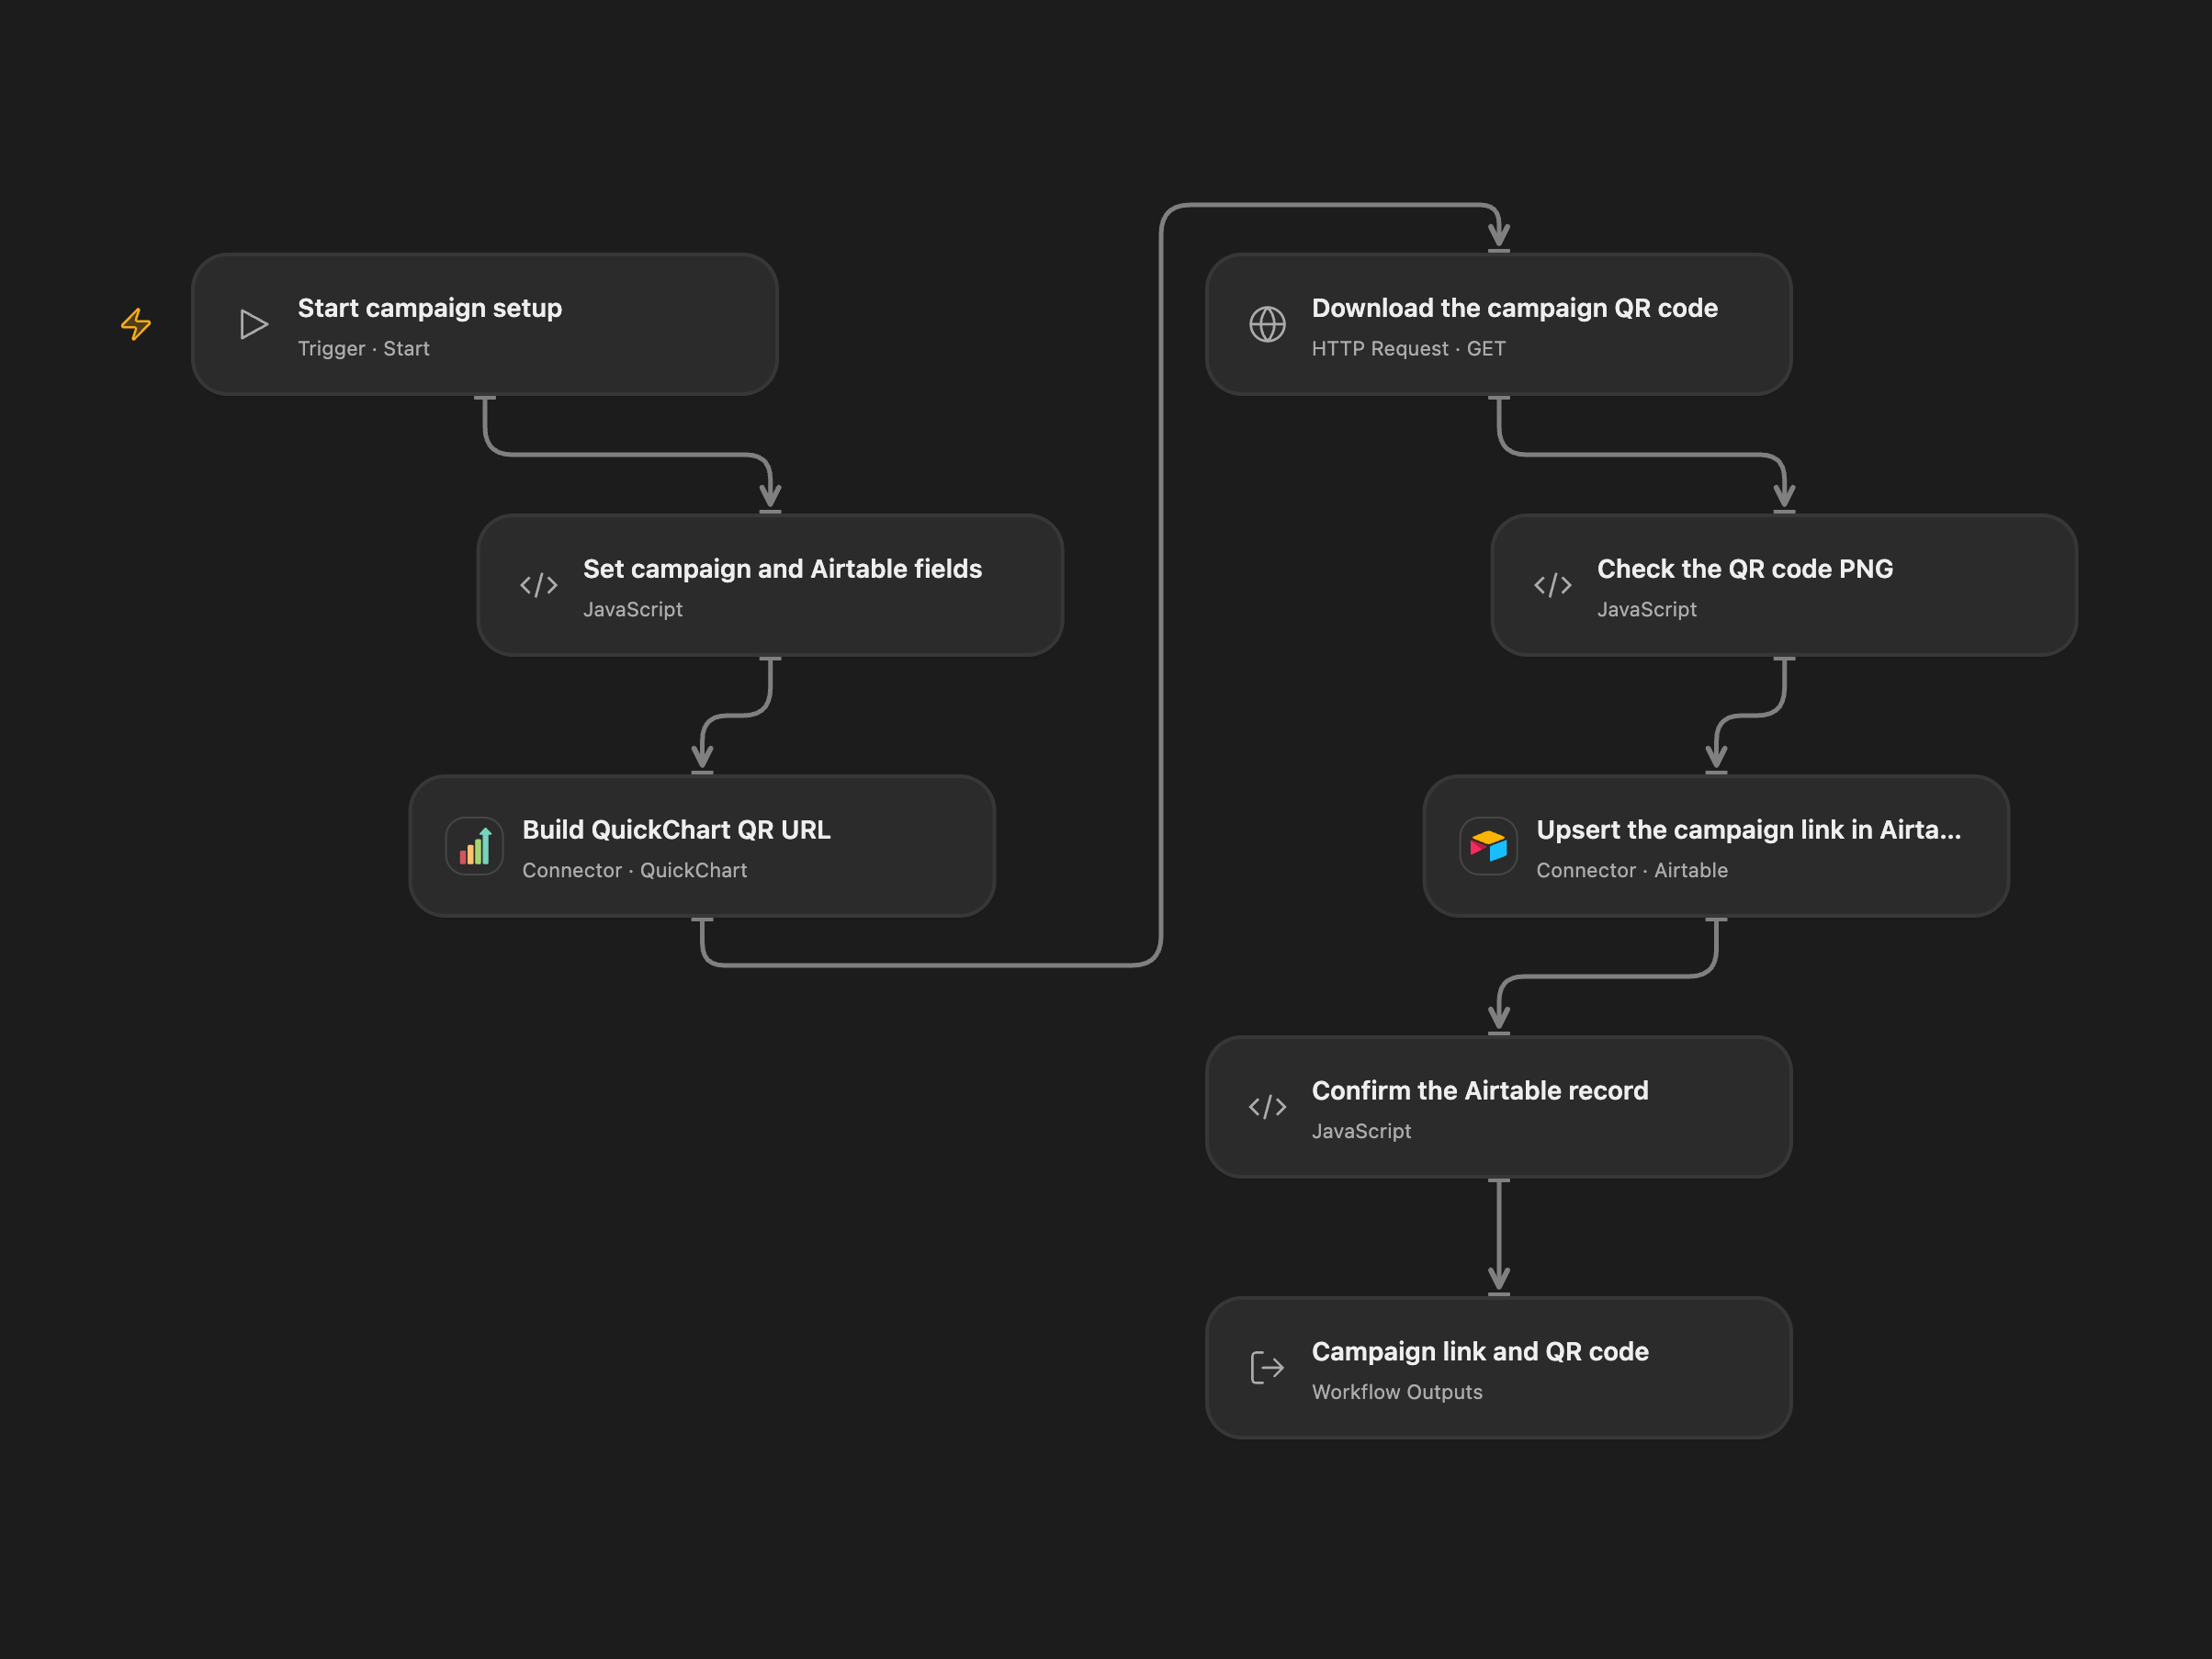 Start campaign setup
Trigger · Start
Set campaign and Airtable fields
JavaScript
Build QuickChart QR URL
Connector · QuickChart
Download the campaign QR code
HTTP Request · GET
Check the QR code PNG
JavaScript
Upsert the campaign link in Airta...
Connector · Airtable
Confirm the Airtable record
JavaScript
Campaign link and QR code
Workflow Outputs